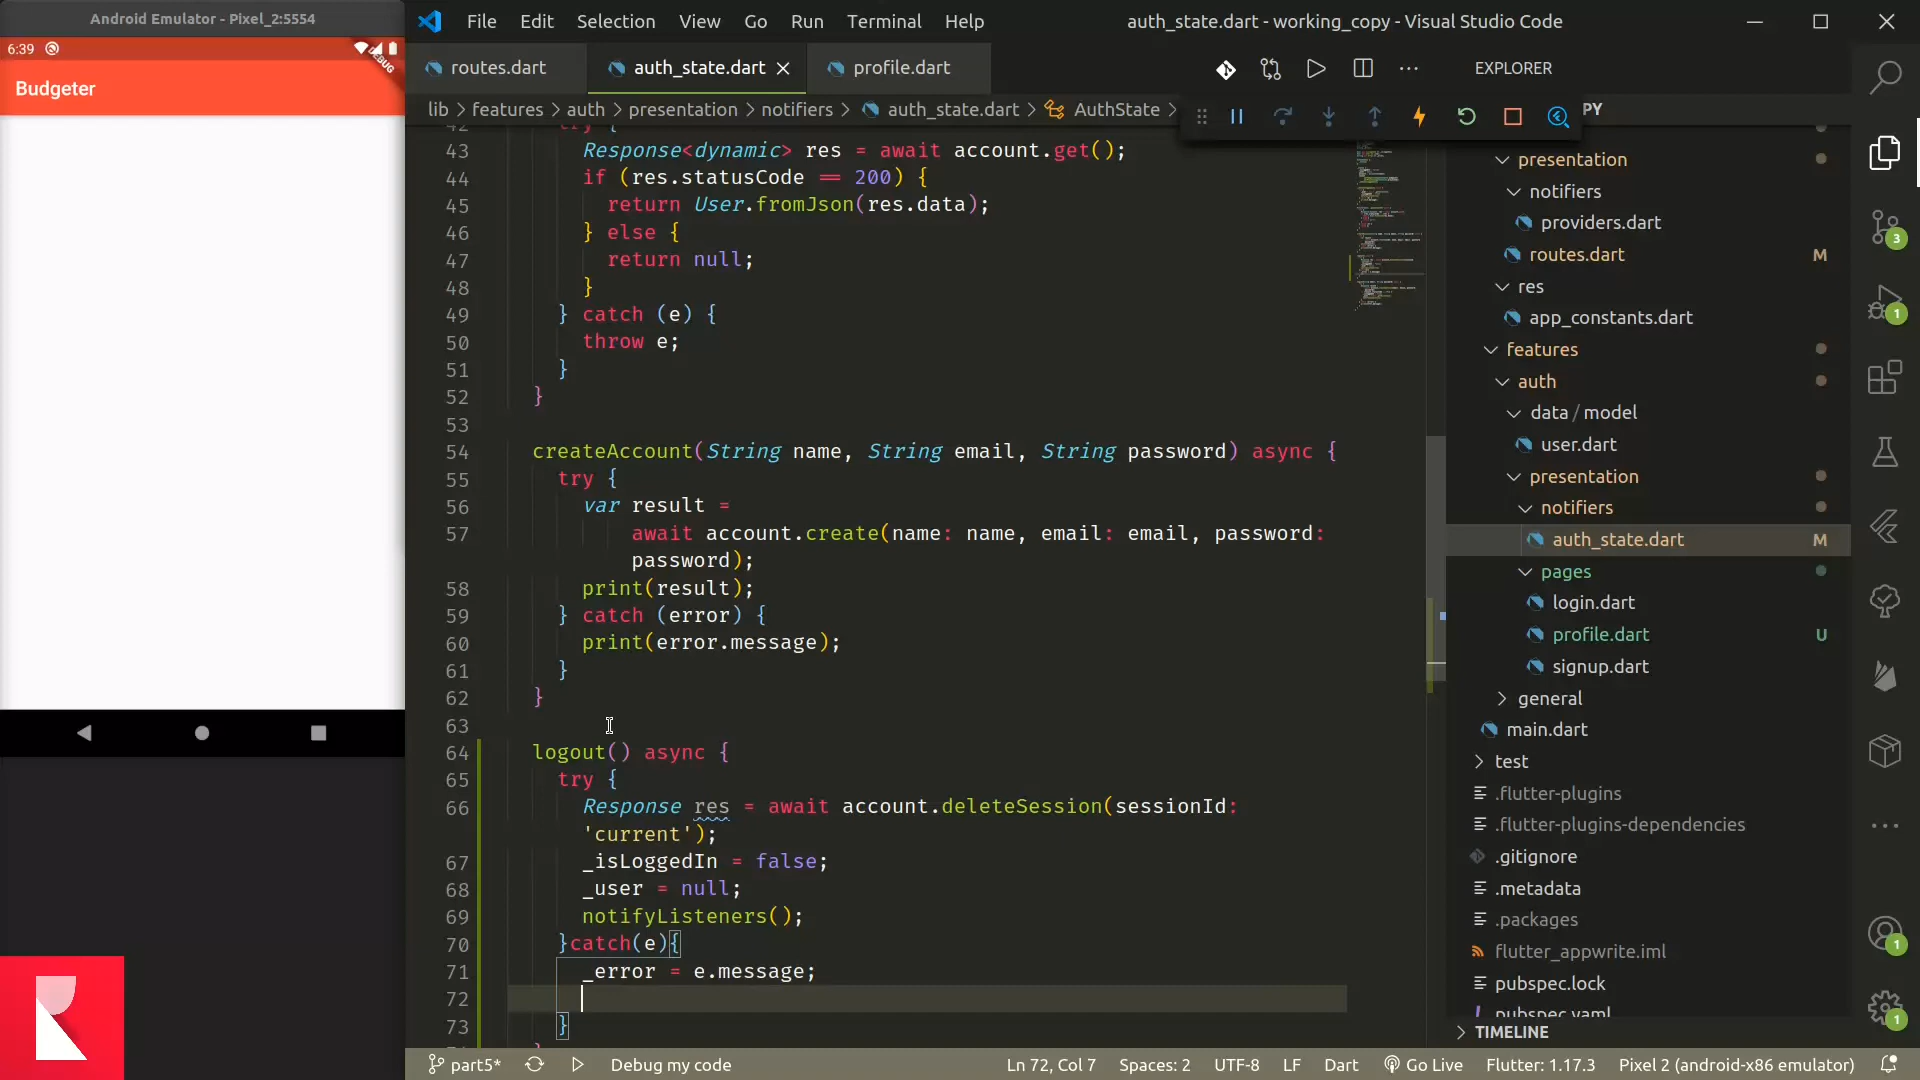 Android Emulator - Pixel_2:5554
6:39
DEBUG
Budgeter
File Edit Selection View Go Run Terminal Help
auth_state.dart - working_copy - Visual Studio Code
routes.dart
auth_state.dart
profile.dart
lib > features > auth > presentation > notifiers > auth_state.dart > AuthState >
42 try {
43 Response<dynamic> res = await account.get();
44 if (res.statusCode == 200) {
45 return User.fromJson(res.data);
46 } else {
47 return null;
48 }
49 } catch (e) {
50 throw e;
51 }
52 }
53
54 createAccount(String name, String email, String password) async {
55 try {
56 var result =
57 await account.create(name: name, email: email, password:
password);
58 print(result);
59 } catch (error) {
60 print(error.message);
61 }
62 }
63
64 logout() async {
65 try {
66 Response res = await account.deleteSession(sessionId:
'current');
67 _isLoggedIn = false;
68 _user = null;
69 notifyListeners();
70 }catch(e){
71 _error = e.message;
72
73 }
EXPLORER
PY
presentation
notifiers
providers.dart
routes.dart M
res
app_constants.dart
features
auth
data / model
user.dart
presentation
notifiers
auth_state.dart M
pages
login.dart
profile.dart U
signup.dart
general
main.dart
test
.flutter-plugins
.flutter-plugins-dependencies
.gitignore
.metadata
.packages
flutter_appwrite.iml
pubspec.lock
pubspec.yaml
TIMELINE
3
1
1
1
part5* Debug my code Ln 72, Col 7 Spaces: 2 UTF-8 LF Dart Go Live Flutter: 1.17.3 Pixel 2 (android-x86 emulator)